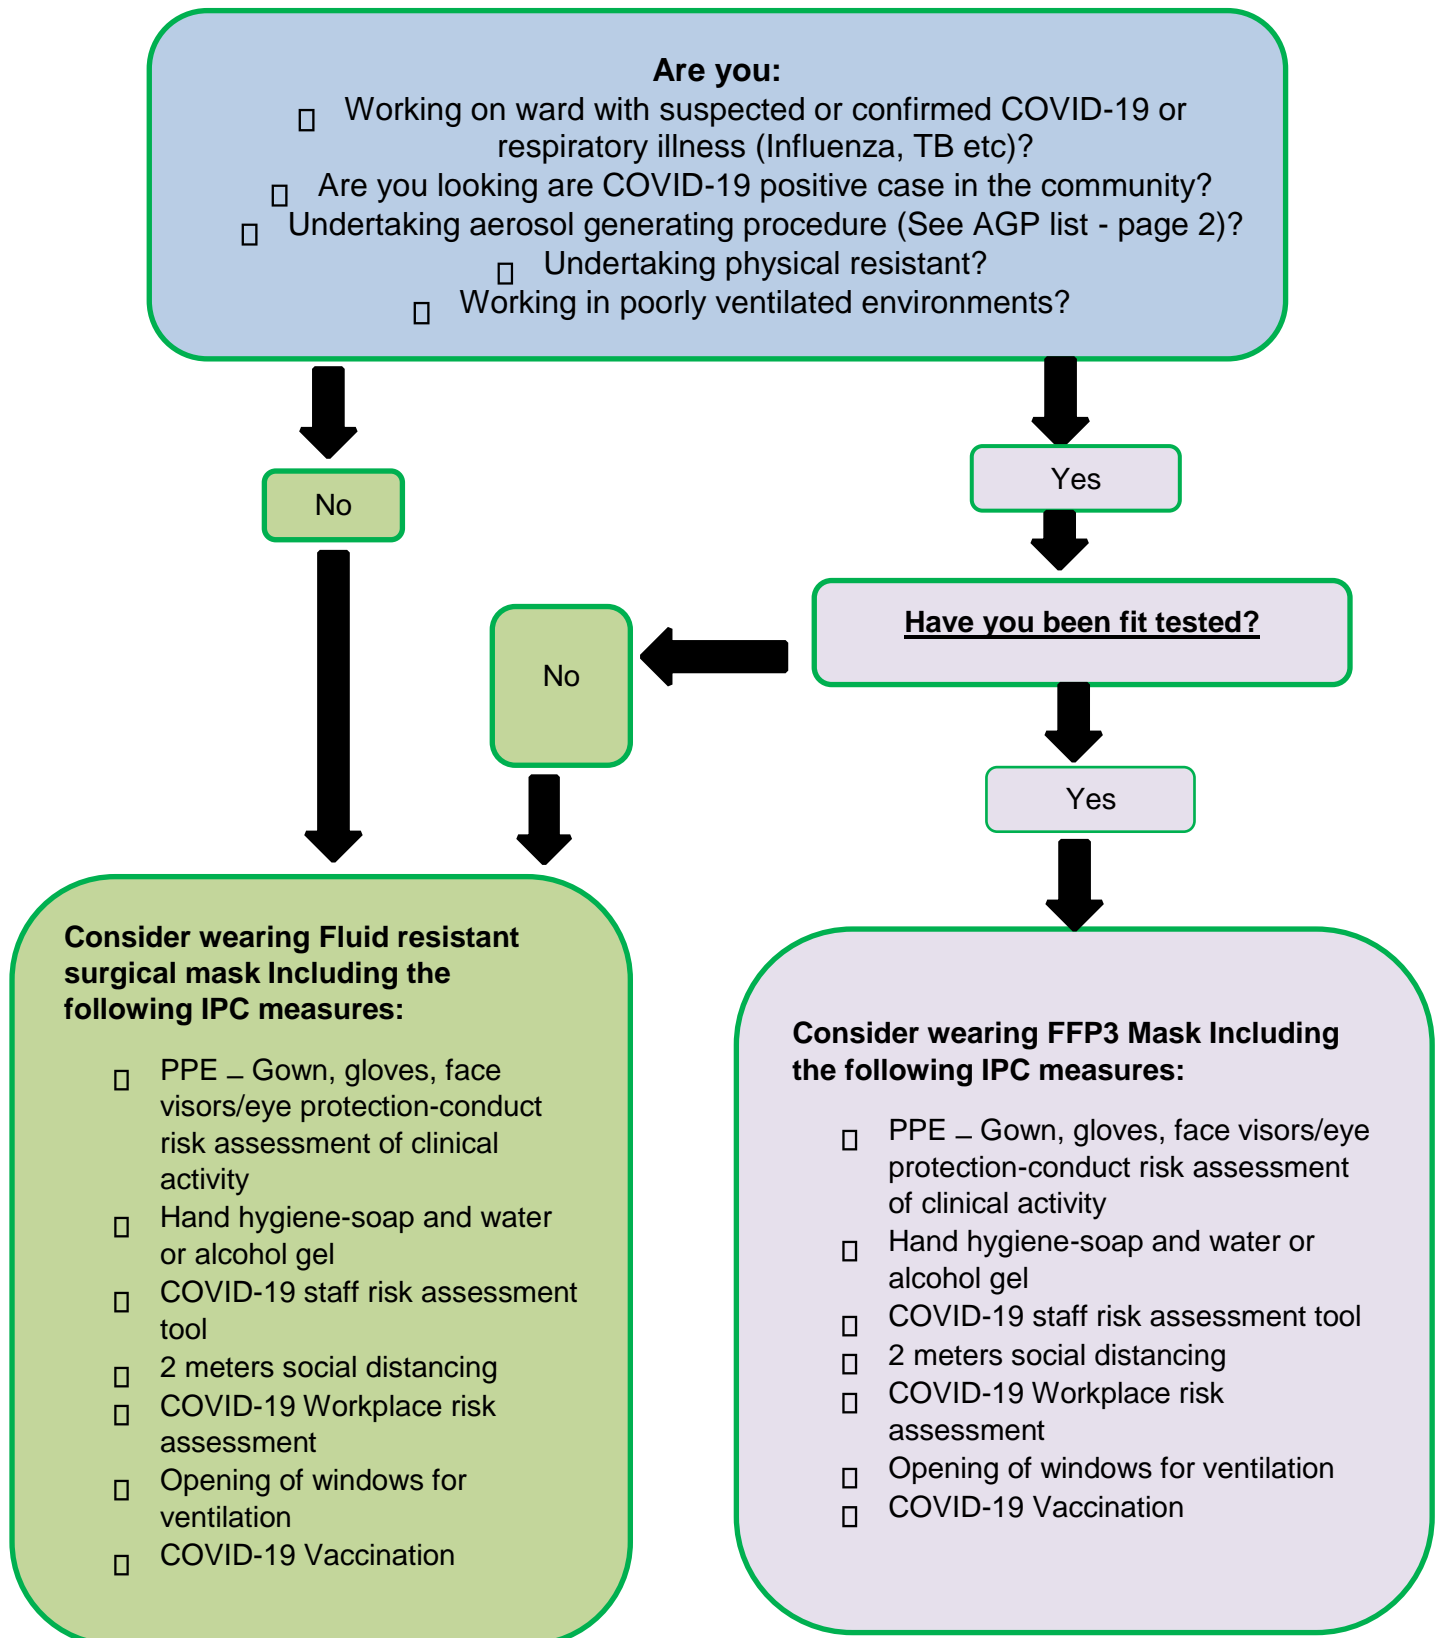 Are you:
Working on ward with suspected or confirmed COVID-19 or
respiratory illness (Influenza, TB etc)?
Are you looking are COVID-19 positive case in the community?
Undertaking aerosol generating procedure (See AGP list - page 2)?
Undertaking physical resistant?
Working in poorly ventilated environments?
No
Yes
Have you been fit tested?
No
Yes
Consider wearing Fluid resistant
surgical mask Including the
following IPC measures:
PPE – Gown, gloves, face
visors/eye protection-conduct
risk assessment of clinical
activity
Hand hygiene-soap and water
or alcohol gel
COVID-19 staff risk assessment
tool
2 meters social distancing
COVID-19 Workplace risk
assessment
Opening of windows for
ventilation
COVID-19 Vaccination
Consider wearing FFP3 Mask Including
the following IPC measures:
PPE – Gown, gloves, face visors/eye
protection-conduct risk assessment
of clinical activity
Hand hygiene-soap and water or
alcohol gel
COVID-19 staff risk assessment tool
2 meters social distancing
COVID-19 Workplace risk
assessment
Opening of windows for ventilation
COVID-19 Vaccination